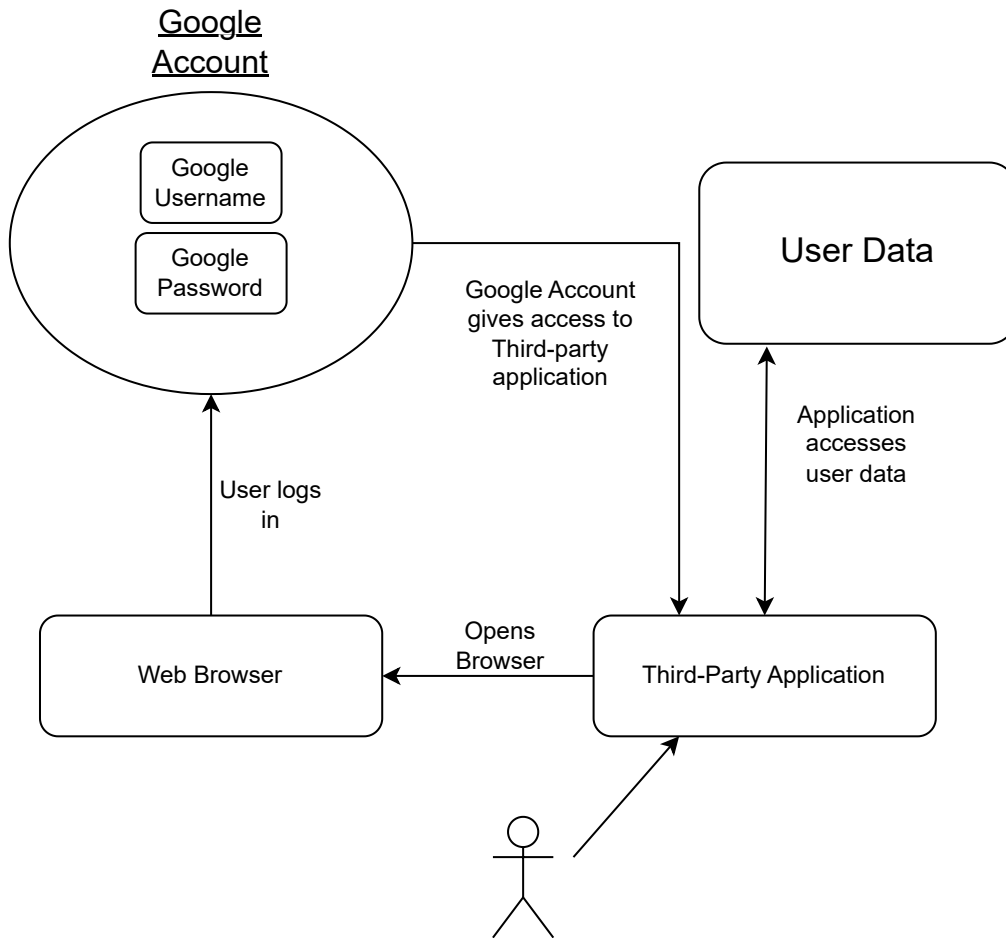 Google
Account
Google
Username
Google
Password
User Data
Google Account
gives access to
Third-party
application
Application
accesses
user data
User logs
in
Opens
Browser
Web Browser
Third-Party Application